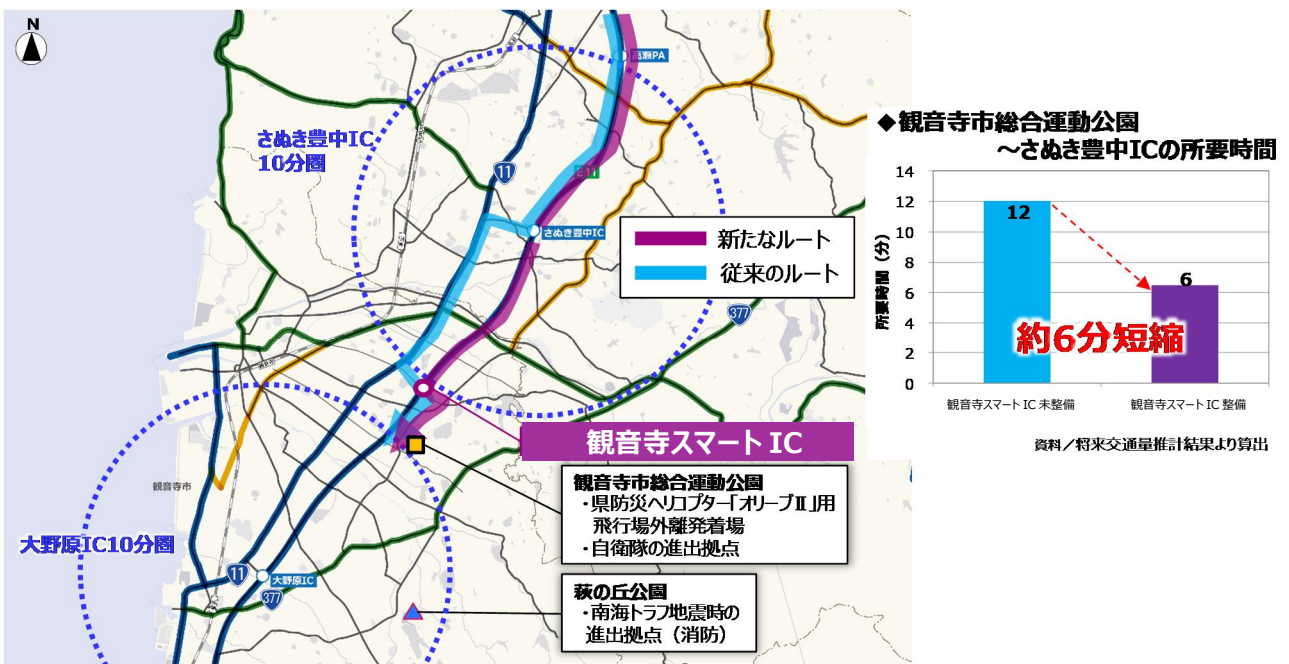 N
高瀬PA
さぬき豊中IC
10分圏
11
E11
さぬき豊中IC
新たなルート
従来のルート
377
観音寺スマートIC
観音寺市総合運動公園
・県防災ヘリコプター「オリーブⅡ」用
飛行場外離発着場
・自衛隊の進出拠点
観音寺市
大野原IC10分圏
11
大野原IC
377
萩の丘公園
・南海トラフ地震時の
進出拠点（消防）
◆観音寺市総合運動公園
～さぬき豊中ICの所要時間
所要時間（分）
14
12
10
8
6
4
2
0
12
6
約6分短縮
観音寺スマートIC未整備
観音寺スマートIC整備
資料／将来交通量推計結果より算出